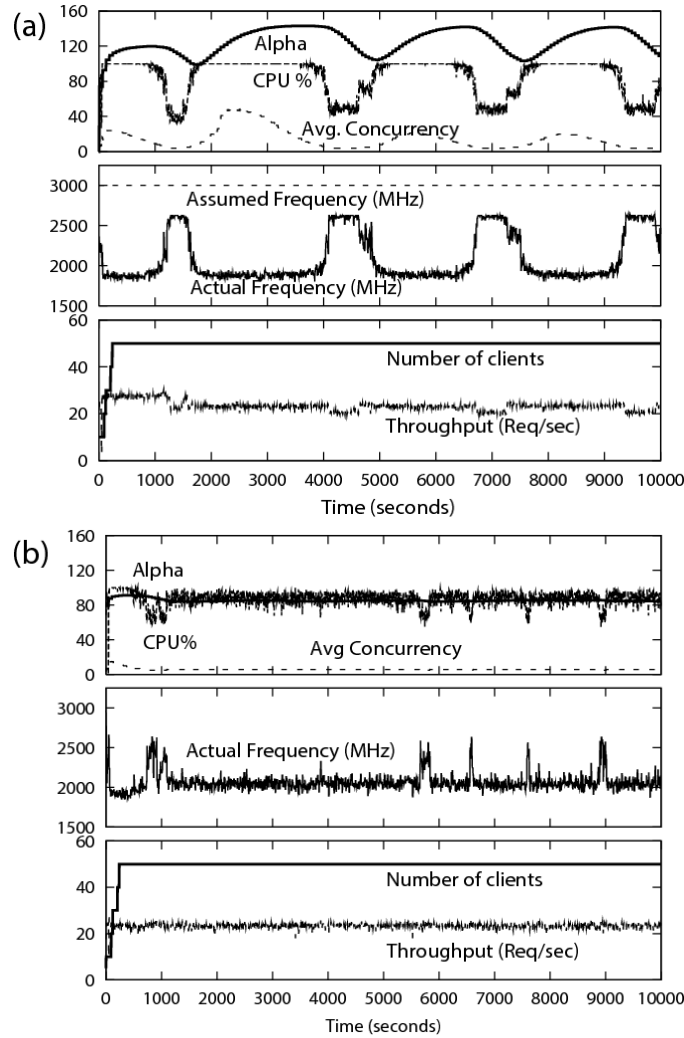 (a)
160
120
80
40
0
Alpha
CPU %
Avg. Concurrency
3000
2500
2000
1500
Assumed Frequency (MHz)
Actual Frequency (MHz)
60
40
20
0
Number of clients
Throughput (Req/sec)
0 1000 2000 3000 4000 5000 6000 7000 8000 9000 10000
Time (seconds)
(b)
160
120
80
40
0
Alpha
CPU%
Avg Concurrency
3000
2500
2000
1500
Actual Frequency (MHz)
60
40
20
0
Number of clients
Throughput (Req/sec)
0 1000 2000 3000 4000 5000 6000 7000 8000 9000 10000
Time (seconds)